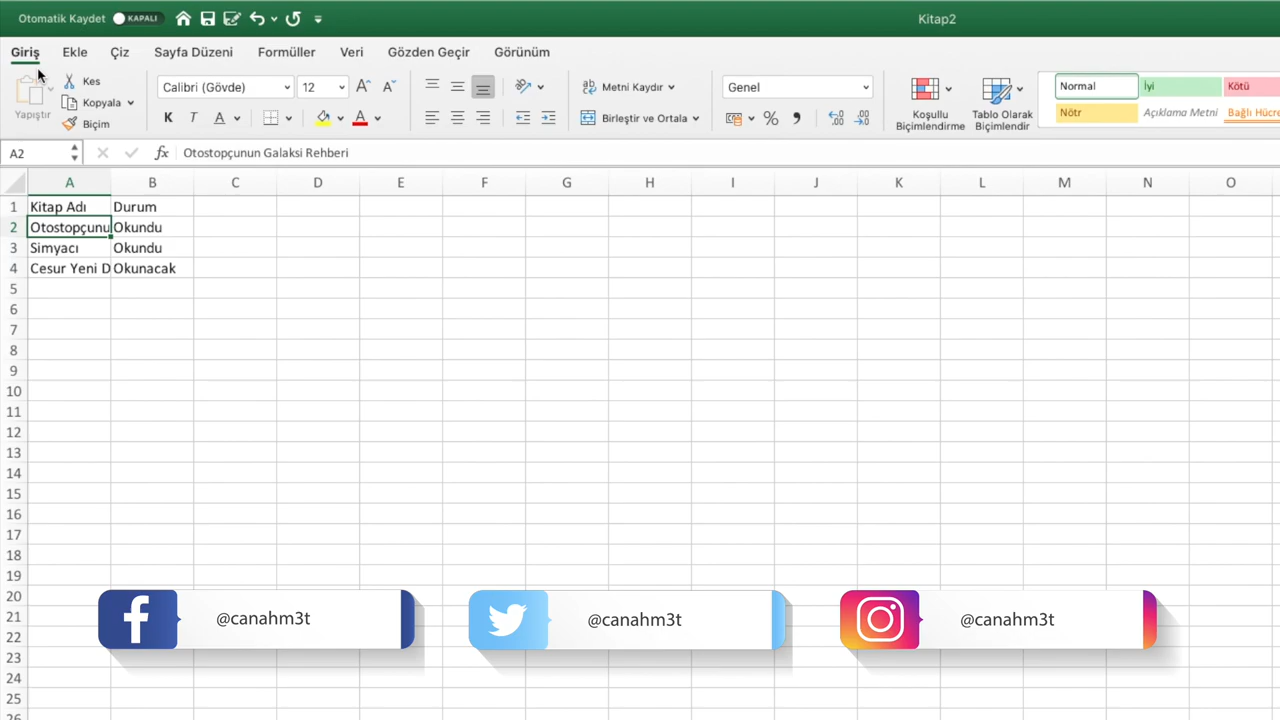 Otomatik Kaydet KAPALI Kitap2
Giriş Ekle Çiz Sayfa Düzeni Formüller Veri Gözden Geçir Görünüm
Yapıştır
Kes
Kopyala
Biçim
Calibri (Gövde) 12
K T A A
Metni Kaydır
Birleştir ve Ortala
Genel
%
Koşullu
Biçimlendirme
Tablo Olarak
Biçimlendir
Normal İyi Kötü
Nötr Açıklama Metni Bağlı Hücre
A2 fx Otostopçunun Galaksi Rehberi
A B C D E F G H I J K L M N O
1 Kitap Adı Durum
2 Otostopçunu Okundu
3 Simyacı Okundu
4 Cesur Yeni D Okunacak
5
6
7
8
9
10
11
12
13
14
15
16
17
18
19
20
21
22
23
24
25
26
@canahm3t
@canahm3t
@canahm3t